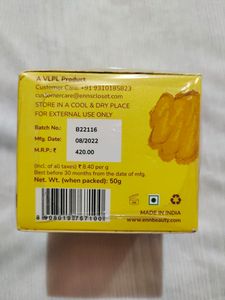 A VLPL Product
Customer Care: +91 9310185823
customercare@ennscloset.com
STORE IN A COOL & DRY PLACE
FOR EXTERNAL USE ONLY
Batch No.: B22116
Mfg. Date: 08/2022
M.R.P.: ₹ 420.00
(Incl. of all taxes) ₹ 8.40 per g
Best before 30 months from the date of mfg.
Net. Wt. (when packed): 50g
MADE IN INDIA
www.ennbeauty.com